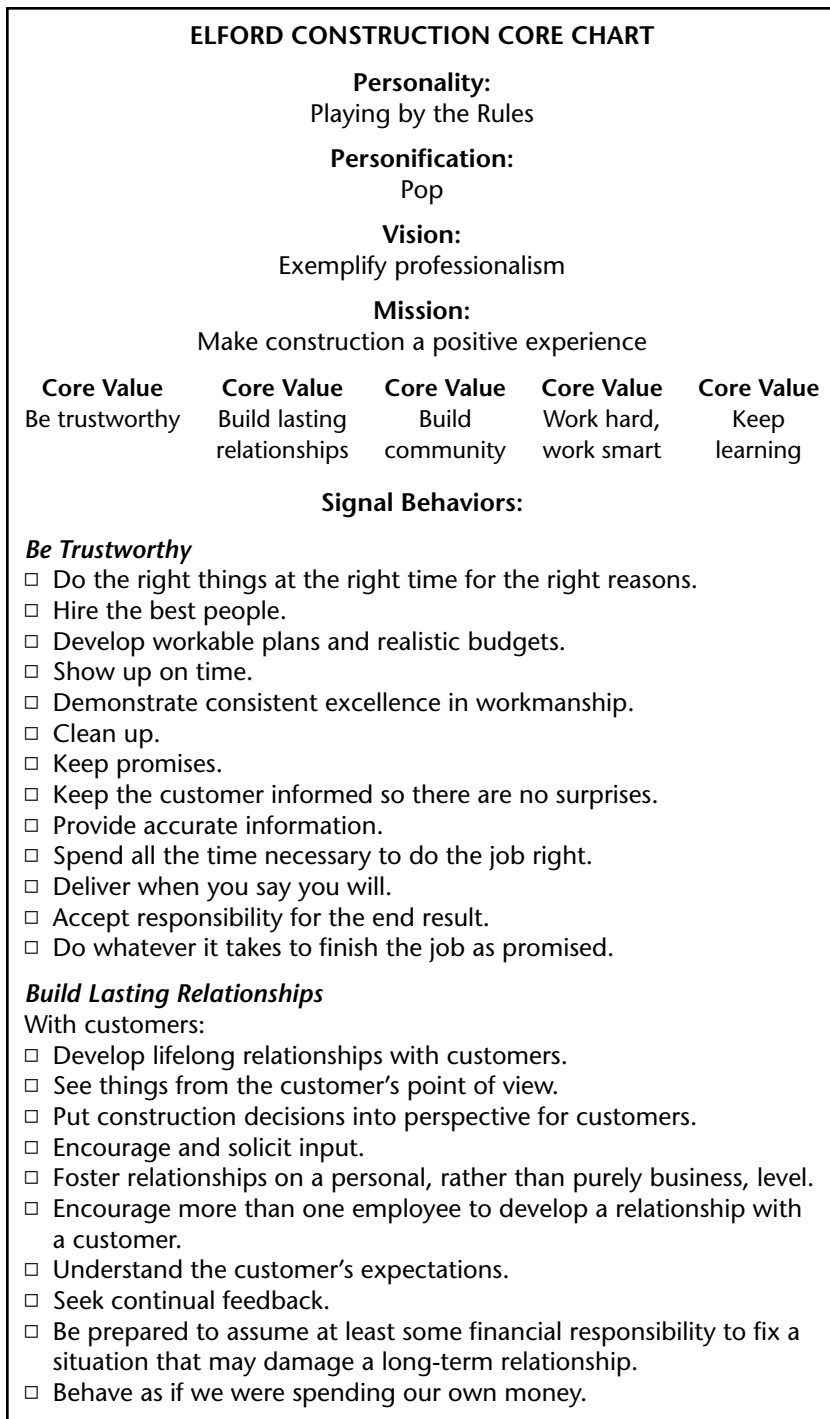 ELFORD CONSTRUCTION CORE CHART
Personality:
Playing by the Rules
Personification:
Pop
Vision:
Exemplify professionalism
Mission:
Make construction a positive experience
Core Value Core Value Core Value Core Value Core Value
Be trustworthy Build lasting Build Work hard, Keep
relationships community work smart learning
Signal Behaviors:
Be Trustworthy
□ Do the right things at the right time for the right reasons.
□ Hire the best people.
□ Develop workable plans and realistic budgets.
□ Show up on time.
□ Demonstrate consistent excellence in workmanship.
□ Clean up.
□ Keep promises.
□ Keep the customer informed so there are no surprises.
□ Provide accurate information.
□ Spend all the time necessary to do the job right.
□ Deliver when you say you will.
□ Accept responsibility for the end result.
□ Do whatever it takes to finish the job as promised.
Build Lasting Relationships
With customers:
□ Develop lifelong relationships with customers.
□ See things from the customer's point of view.
□ Put construction decisions into perspective for customers.
□ Encourage and solicit input.
□ Foster relationships on a personal, rather than purely business, level.
□ Encourage more than one employee to develop a relationship with
a customer.
□ Understand the customer's expectations.
□ Seek continual feedback.
□ Be prepared to assume at least some financial responsibility to fix a
situation that may damage a long-term relationship.
□ Behave as if we were spending our own money.